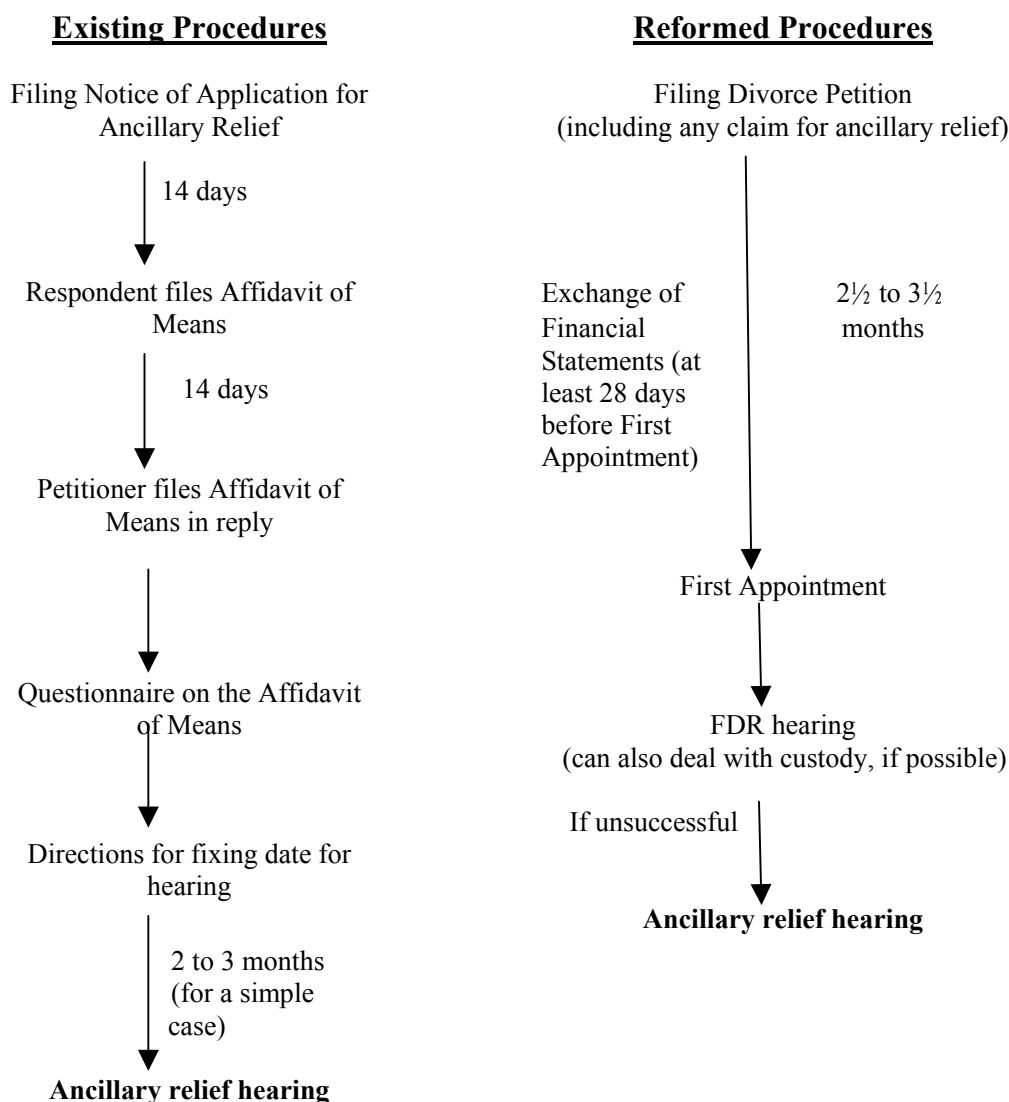 Existing Procedures
Filing Notice of Application for
Ancillary Relief
14 days
Respondent files Affidavit of
Means
14 days
Petitioner files Affidavit of
Means in reply
Questionnaire on the Affidavit
of Means
Directions for fixing date for
hearing
2 to 3 months
(for a simple
case)
Ancillary relief hearing
Reformed Procedures
Filing Divorce Petition
(including any claim for ancillary relief)
Exchange of
Financial
Statements (at
least 28 days
before First
Appointment)
2½ to 3½
months
First Appointment
FDR hearing
(can also deal with custody, if possible)
If unsuccessful
Ancillary relief hearing